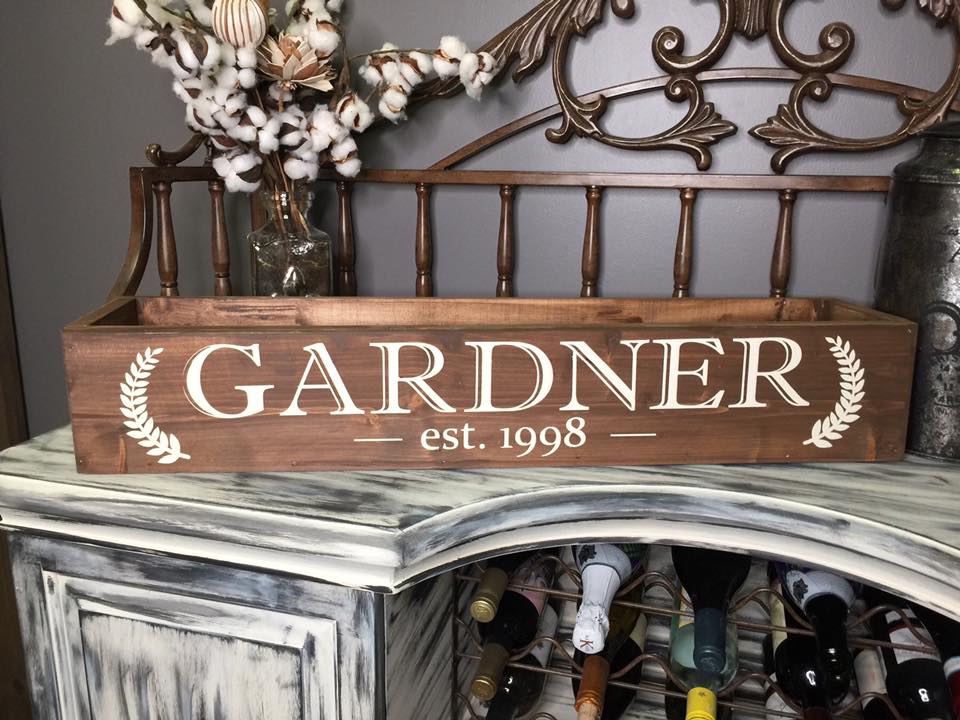 GARDNER
— est. 1998 —